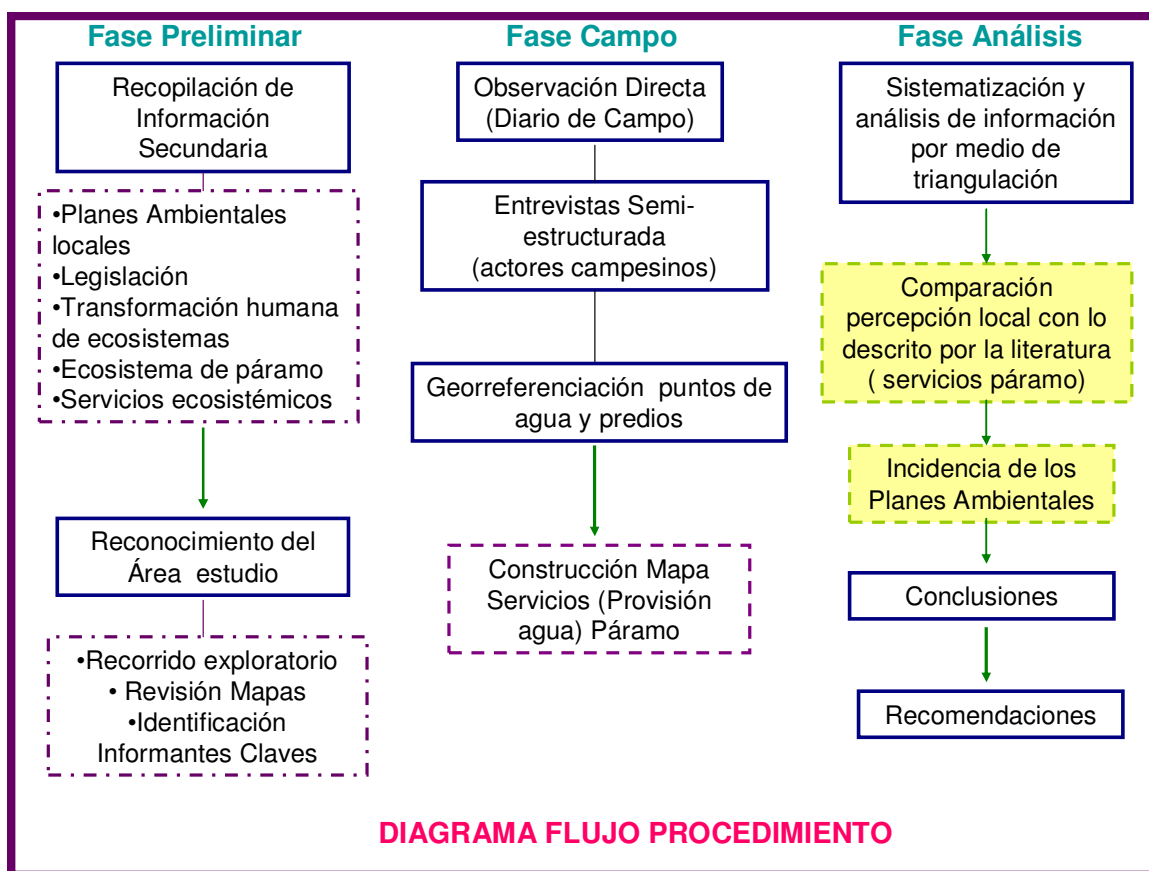 Fase Preliminar
Recopilación de
Información
Secundaria
•Planes Ambientales
locales
•Legislación
•Transformación humana
de ecosistemas
•Ecosistema de páramo
•Servicios ecosistémicos
Reconocimiento del
Área  estudio
•Recorrido exploratorio
• Revisión Mapas
•Identificación
Informantes Claves
Fase Campo
Observación Directa
(Diario de Campo)
Entrevistas Semi-
estructurada
(actores campesinos)
Georreferenciación  puntos de
agua y predios
Construcción Mapa
Servicios (Provisión
agua) Páramo
Fase Análisis
Sistematización y
análisis de información
por medio de
triangulación
Comparación
percepción local con lo
descrito por la literatura
( servicios páramo)
Incidencia de los
Planes Ambientales
Conclusiones
Recomendaciones
DIAGRAMA FLUJO PROCEDIMIENTO